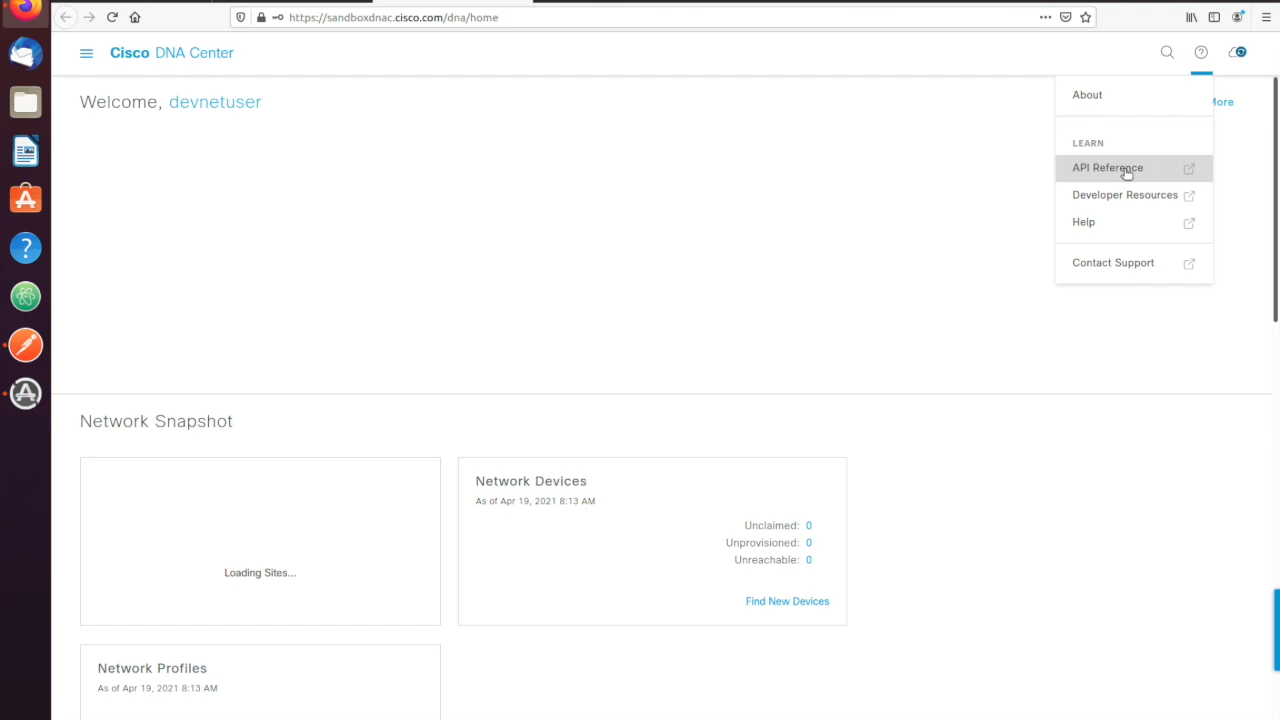 https://sandboxdnac.cisco.com/dna/home
Cisco DNA Center
Welcome, devnetuser
About
More
LEARN
API Reference
Developer Resources
Help
Contact Support
Network Snapshot
Loading Sites...
Network Devices
As of Apr 19, 2021 8:13 AM
Unclaimed: 0
Unprovisioned: 0
Unreachable: 0
Find New Devices
Network Profiles
As of Apr 19, 2021 8:13 AM